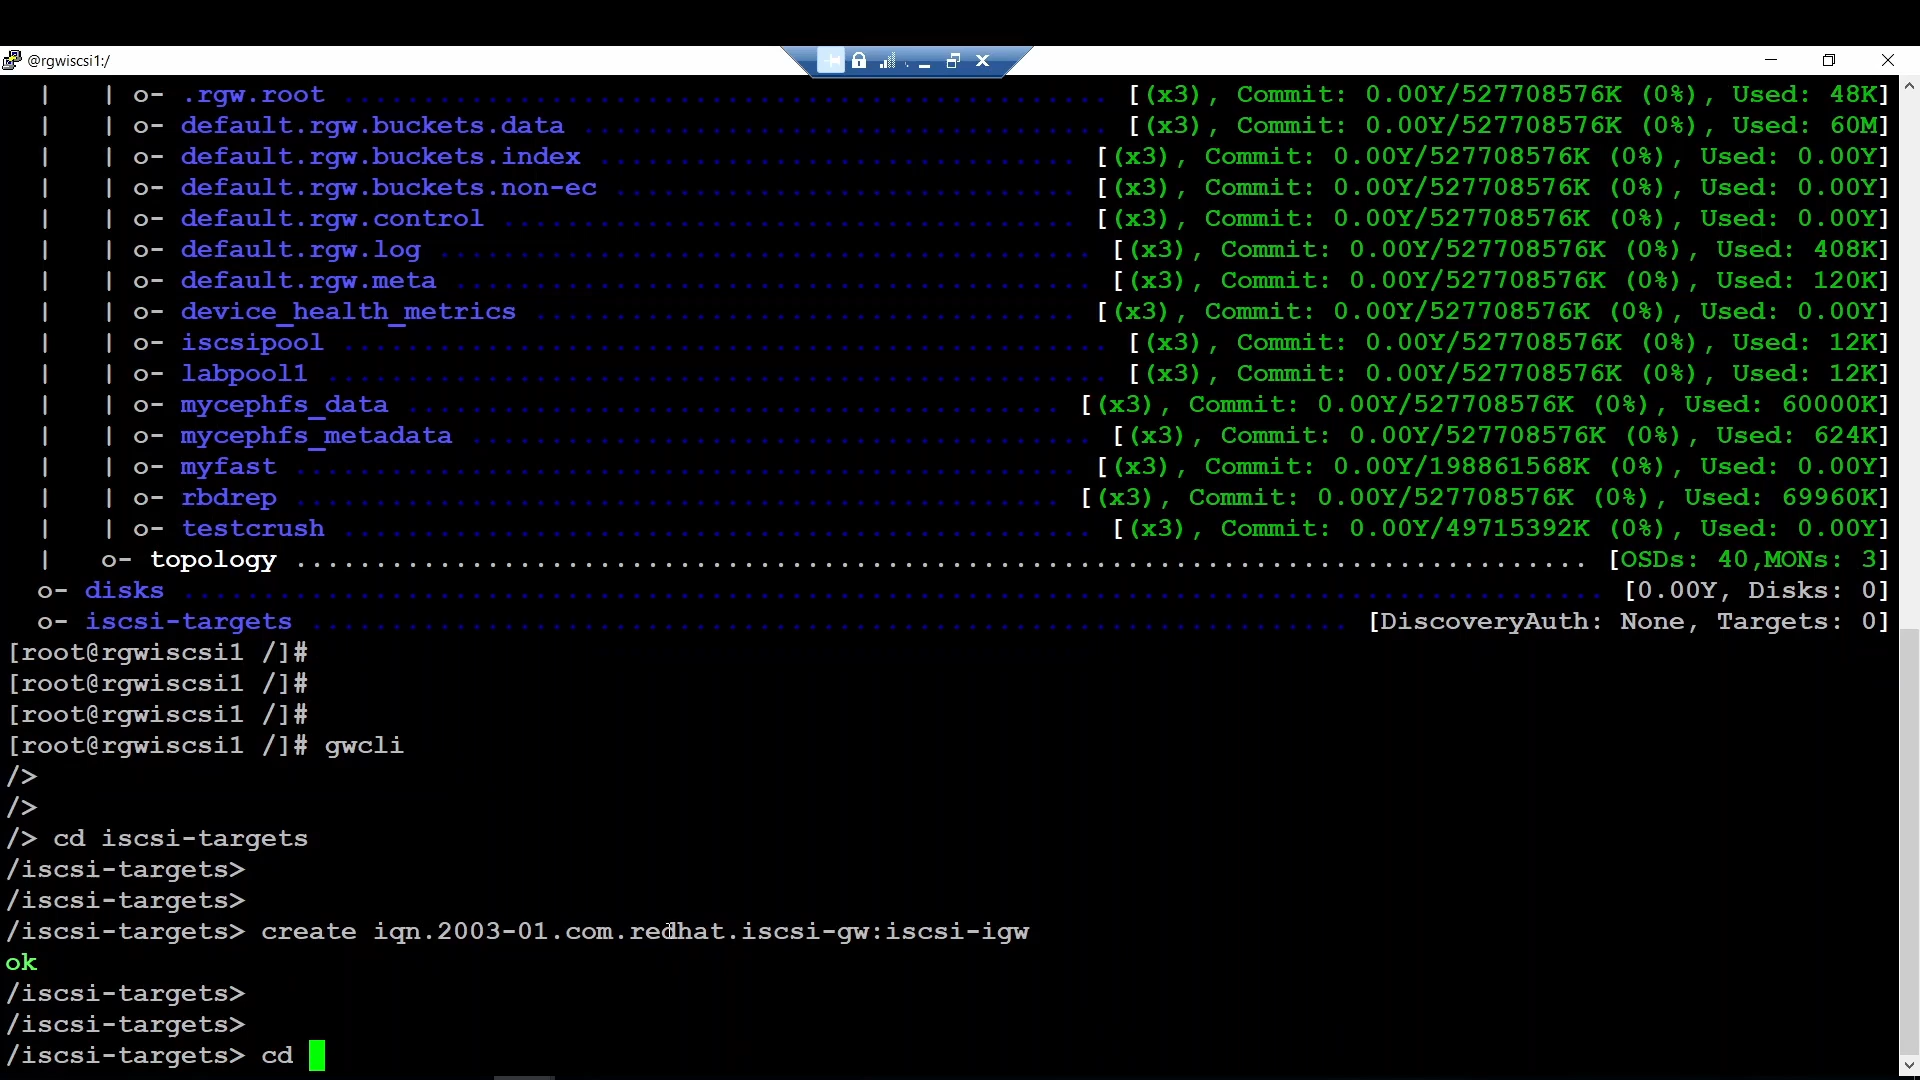 @rgwiscsi1:/
| | o- .rgw.root ................................................ [(x3), Commit: 0.00Y/527708576K (0%), Used: 48K]
| | o- default.rgw.buckets.data ................................. [(x3), Commit: 0.00Y/527708576K (0%), Used: 60M]
| | o- default.rgw.buckets.index .............................. [(x3), Commit: 0.00Y/527708576K (0%), Used: 0.00Y]
| | o- default.rgw.buckets.non-ec ............................. [(x3), Commit: 0.00Y/527708576K (0%), Used: 0.00Y]
| | o- default.rgw.control .................................... [(x3), Commit: 0.00Y/527708576K (0%), Used: 0.00Y]
| | o- default.rgw.log ......................................... [(x3), Commit: 0.00Y/527708576K (0%), Used: 408K]
| | o- default.rgw.meta ........................................ [(x3), Commit: 0.00Y/527708576K (0%), Used: 120K]
| | o- device_health_metrics .................................. [(x3), Commit: 0.00Y/527708576K (0%), Used: 0.00Y]
| | o- iscsipool ................................................ [(x3), Commit: 0.00Y/527708576K (0%), Used: 12K]
| | o- labpool1 ................................................. [(x3), Commit: 0.00Y/527708576K (0%), Used: 12K]
| | o- mycephfs_data ......................................... [(x3), Commit: 0.00Y/527708576K (0%), Used: 60000K]
| | o- mycephfs_metadata ....................................... [(x3), Commit: 0.00Y/527708576K (0%), Used: 624K]
| | o- myfast ................................................. [(x3), Commit: 0.00Y/198861568K (0%), Used: 0.00Y]
| | o- rbdrep ................................................ [(x3), Commit: 0.00Y/527708576K (0%), Used: 69960K]
| | o- testcrush ............................................... [(x3), Commit: 0.00Y/49715392K (0%), Used: 0.00Y]
| o- topology ................................................................................. [OSDs: 40,MONs: 3]
o- disks ......................................................................................... [0.00Y, Disks: 0]
o- iscsi-targets ................................................................. [DiscoveryAuth: None, Targets: 0]
[root@rgwiscsi1 /]#
[root@rgwiscsi1 /]#
[root@rgwiscsi1 /]#
[root@rgwiscsi1 /]# gwcli
/>
/>
/> cd iscsi-targets
/iscsi-targets>
/iscsi-targets>
/iscsi-targets> create iqn.2003-01.com.redhat.iscsi-gw:iscsi-igw
ok
/iscsi-targets>
/iscsi-targets>
/iscsi-targets> cd